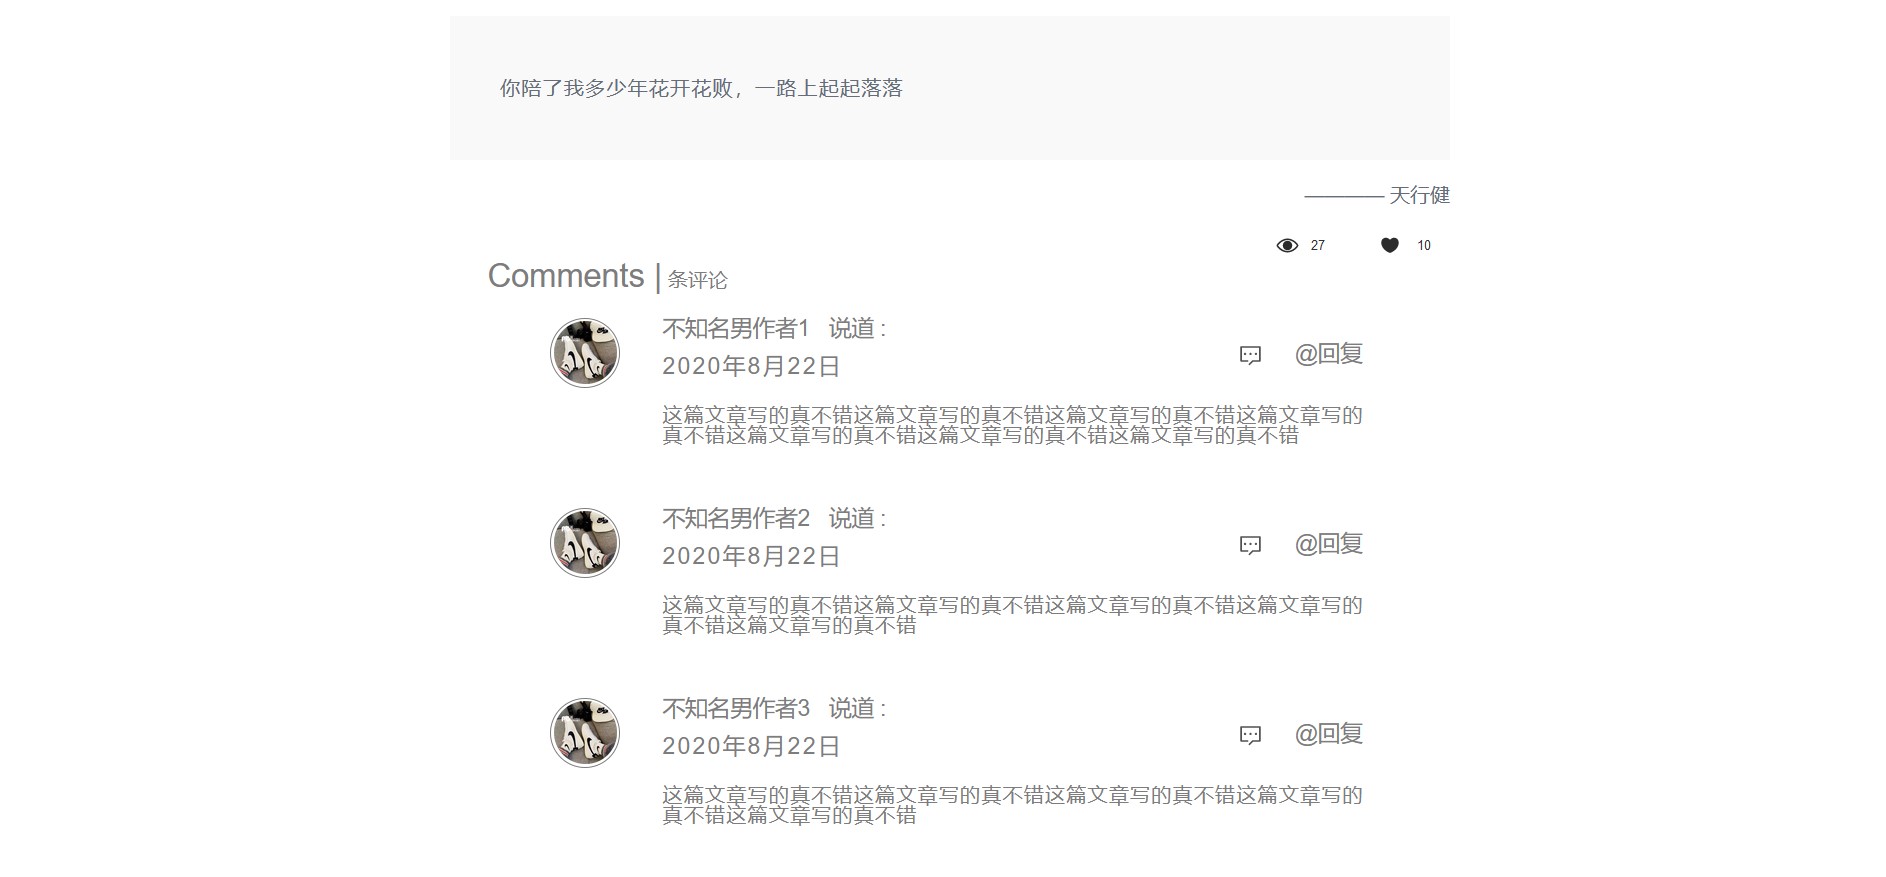 你陪了我多少年花开花败，一路上起起落落
———— 天行健
27 10
Comments | 条评论
不知名男作者1 说道 :
2020年8月22日
@回复
这篇文章写的真不错这篇文章写的真不错这篇文章写的真不错这篇文章写的
真不错这篇文章写的真不错这篇文章写的真不错这篇文章写的真不错
不知名男作者2 说道 :
2020年8月22日
@回复
这篇文章写的真不错这篇文章写的真不错这篇文章写的真不错这篇文章写的
真不错这篇文章写的真不错
不知名男作者3 说道 :
2020年8月22日
@回复
这篇文章写的真不错这篇文章写的真不错这篇文章写的真不错这篇文章写的
真不错这篇文章写的真不错